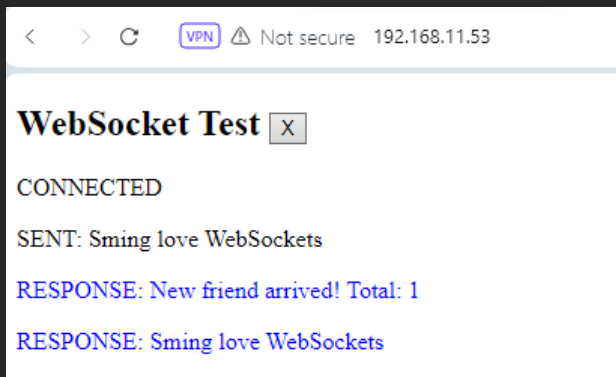 VPN Not secure 192.168.11.53
WebSocket Test X
CONNECTED
SENT: Sming love WebSockets
RESPONSE: New friend arrived! Total: 1
RESPONSE: Sming love WebSockets